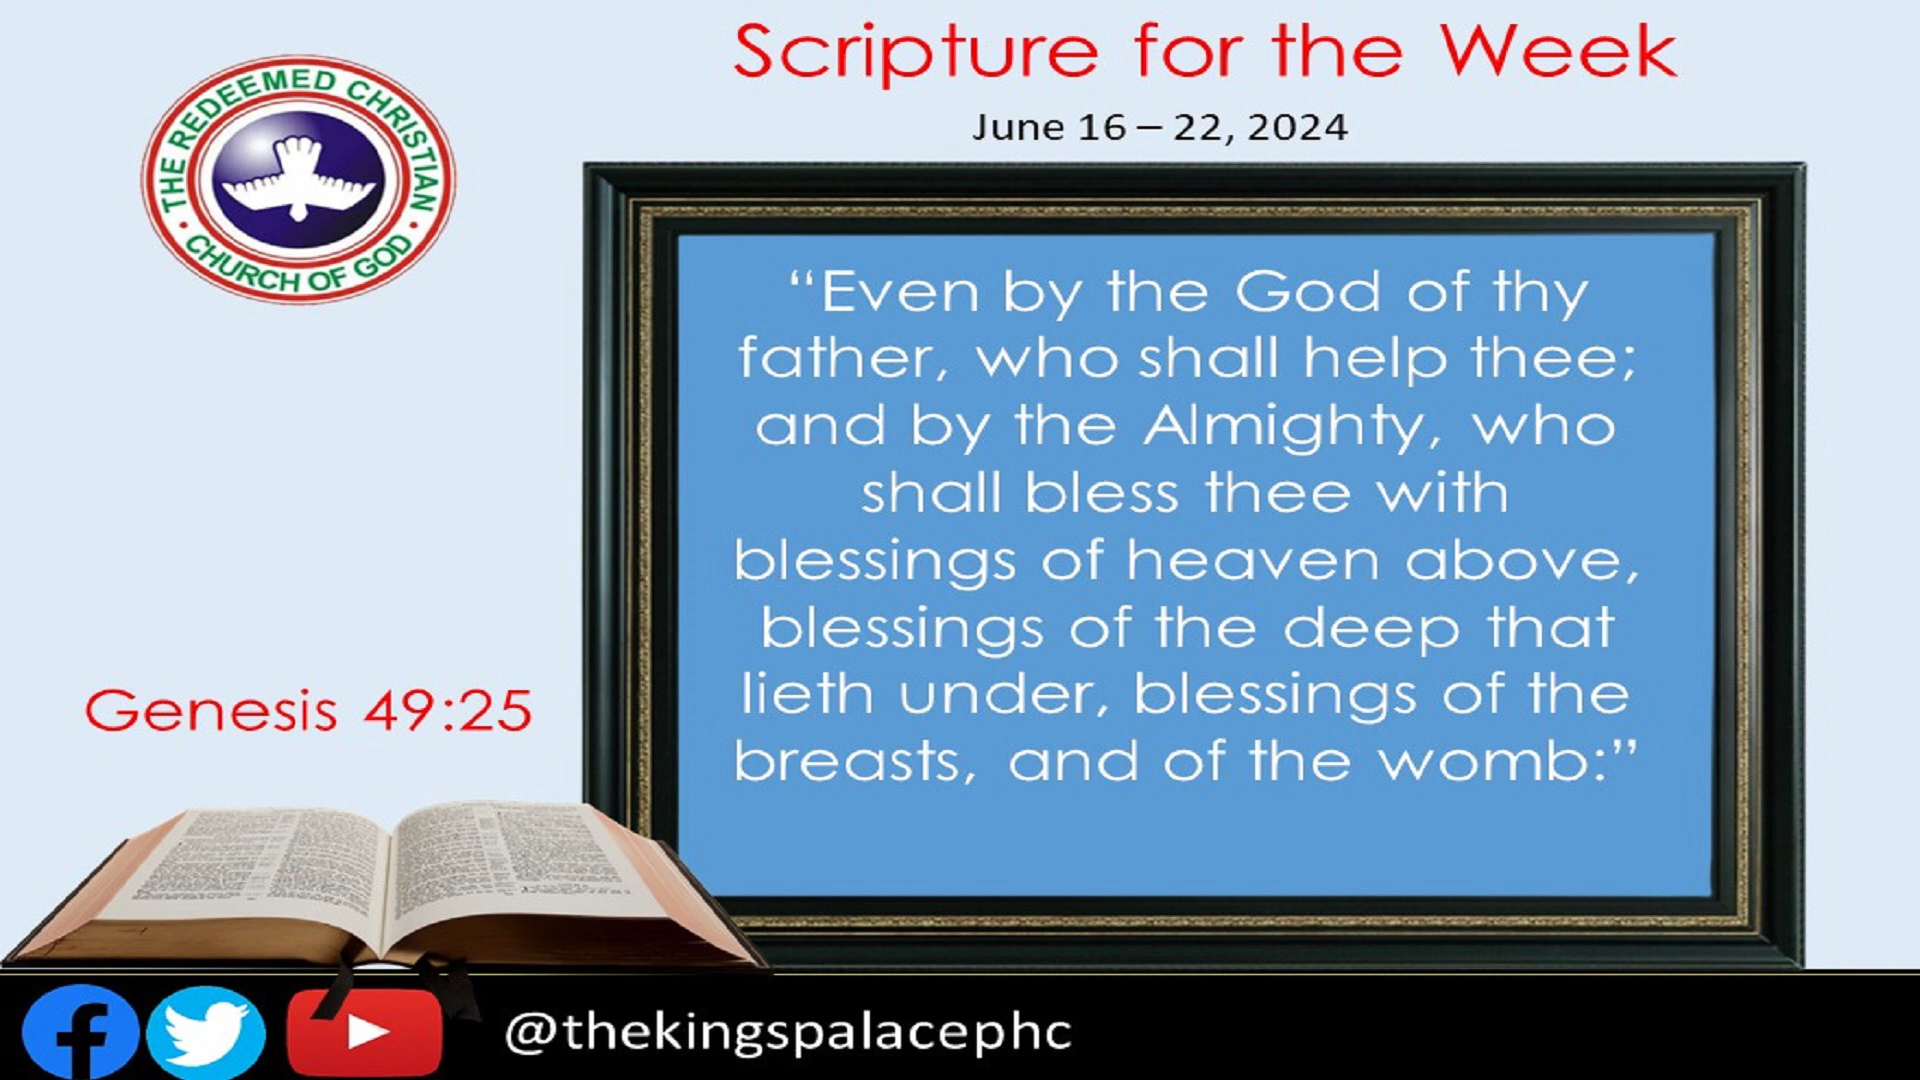 Scripture for the Week
June 16 – 22, 2024
THE REDEEMED CHRISTIAN
• CHURCH OF GOD •
“Even by the God of thy
father, who shall help thee;
and by the Almighty, who
shall bless thee with
blessings of heaven above,
blessings of the deep that
lieth under, blessings of the
breasts, and of the womb:”
Genesis 49:25
@thekingspalacephc